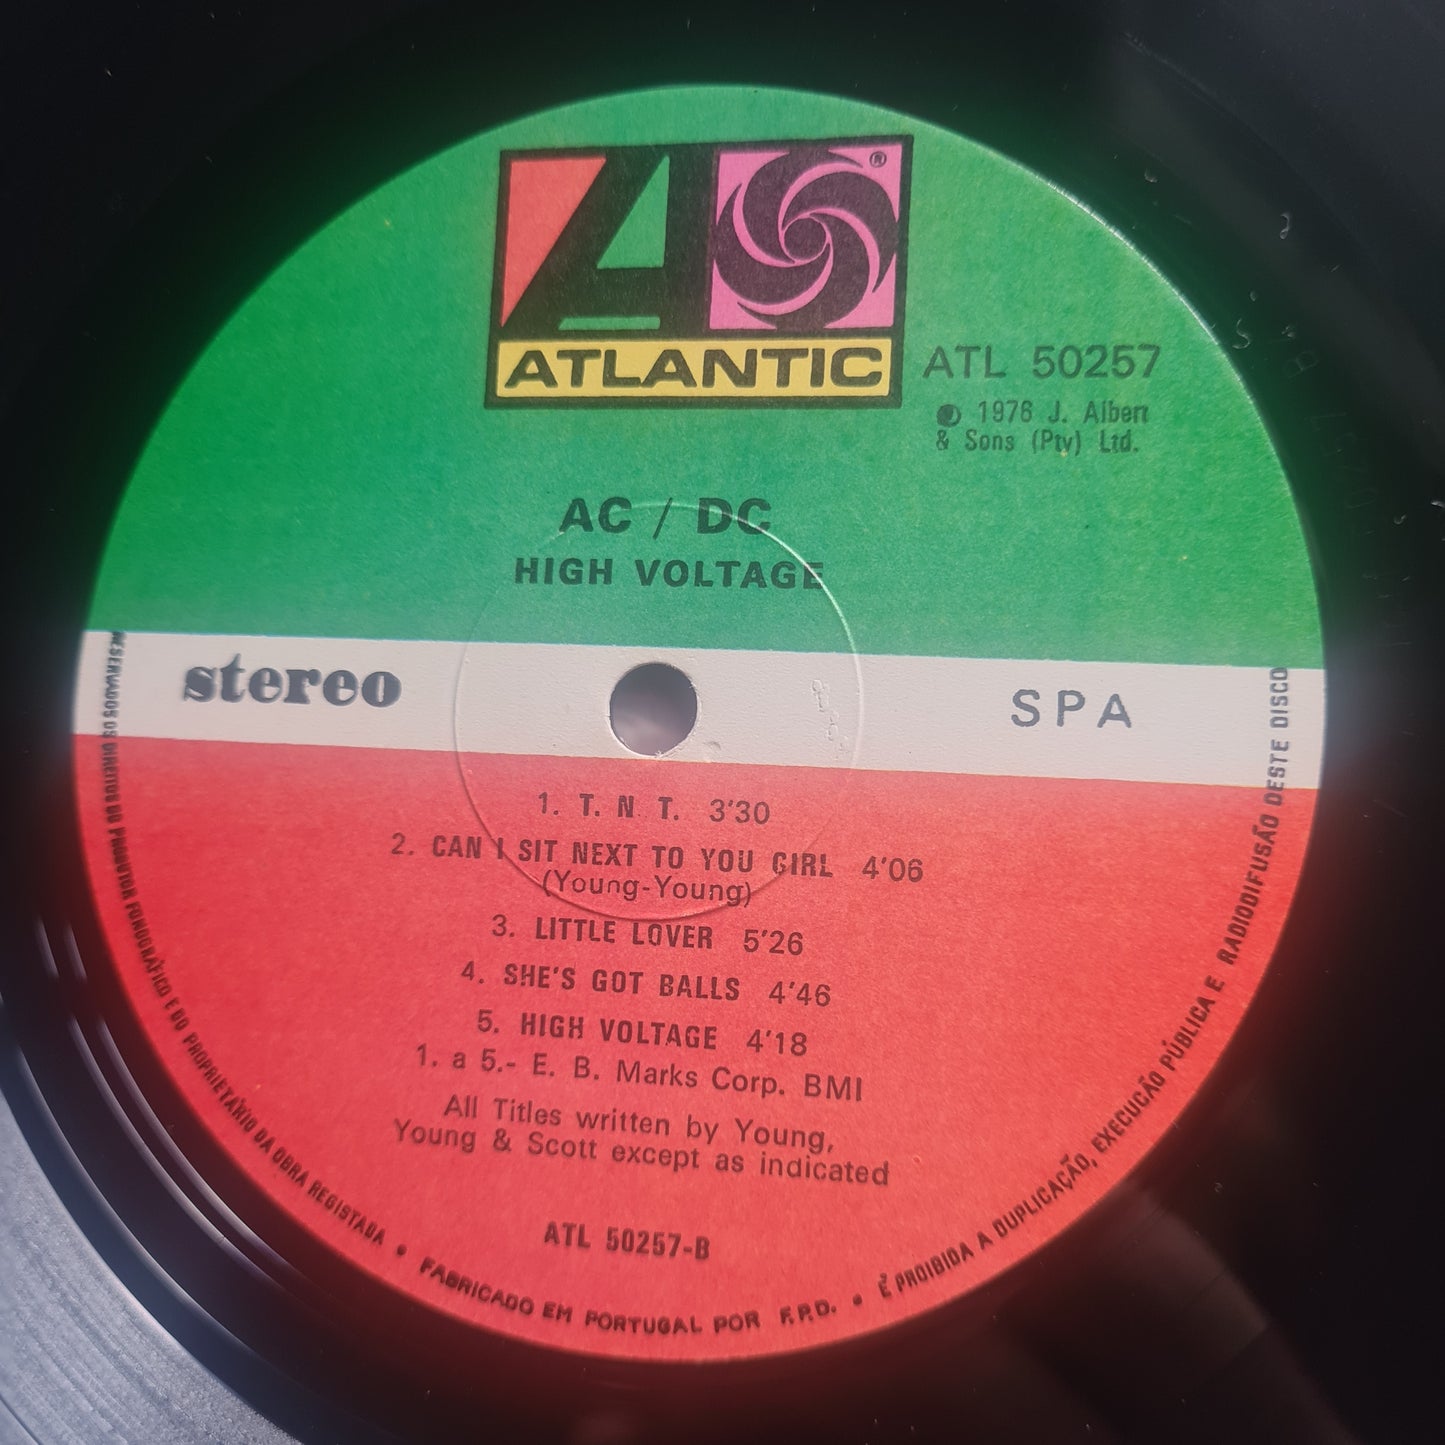 ®
ATLANTIC
ATL 50257
℗ 1976 J. Albert
& Sons (Pty) Ltd.
AC / DC
HIGH VOLTAGE
stereo
SPA
1. T. N. T. 3'30
2. CAN I SIT NEXT TO YOU GIRL 4'06
(Young-Young)
3. LITTLE LOVER 5'26
4. SHE'S GOT BALLS 4'46
5. HIGH VOLTAGE 4'18
1. a 5.- E. B. Marks Corp. BMI
All Titles written by Young,
Young & Scott except as indicated
ATL 50257-B
RESERVADOS OS DIREITOS DO PRODUTOR FONOGRÁFICO E DO PROPRIETÁRIO DA OBRA REGISTADA • FABRICADO EM PORTUGAL POR F.P.D. • É PROIBIDA A DUPLICAÇÃO, EXECUCÃO PÚBLICA E RADIODIFUSÃO DESTE DISCO